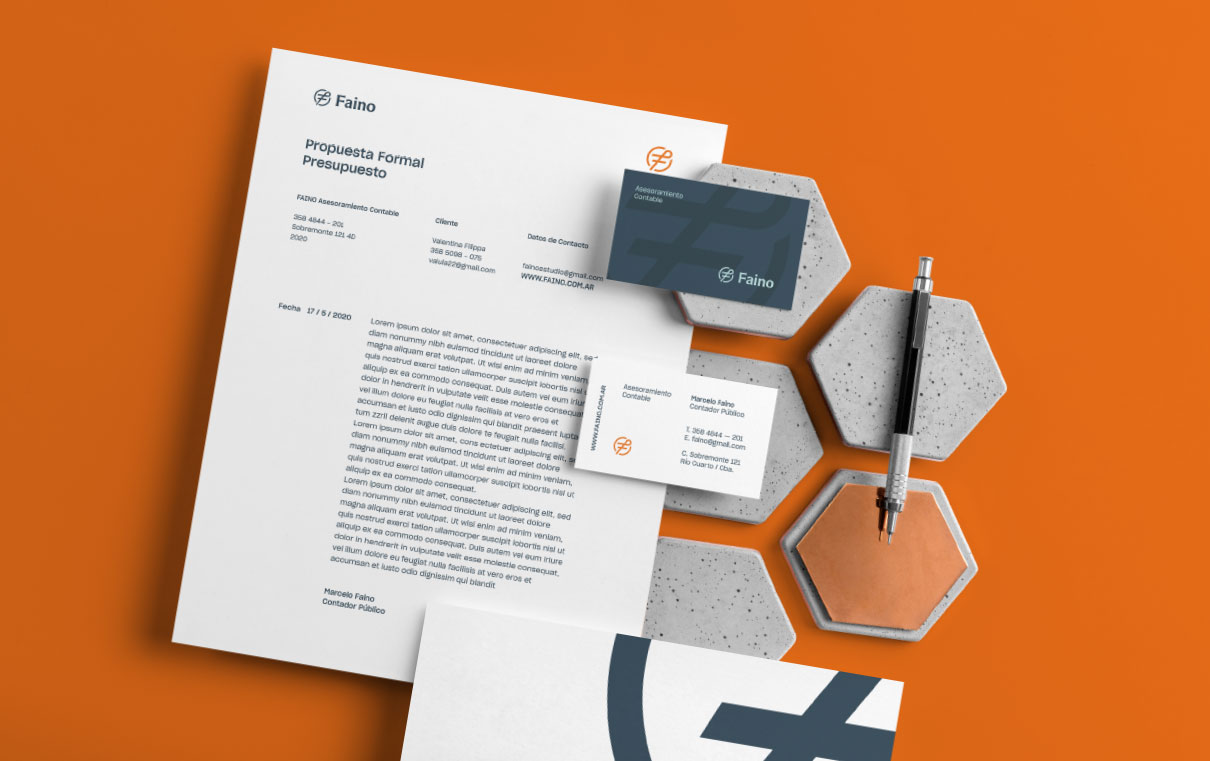 Faino
Propuesta Formal
Presupuesto
FAINO Asesoramiento Contable
358 4844 - 201
Sobremonte 121 4D
2020
Cliente
Valentina Filippa
358 5098 - 075
valula22@gmail.com
Datos de Contacto
fainoestudio@gmail.com
WWW.FAINO.COM.AR
Fecha 17 / 5 / 2020
Lorem ipsum dolor sit amet, consectetuer adipiscing elit, se
diam nonummy nibh euismod tincidunt ut laoreet dolore
magna aliquam erat volutpat. Ut wisi enim ad minim veniam,
quis nostrud exerci tation ullamcorper suscipit lobortis nisl
aliquip ex ea commodo consequat. Duis autem vel eum iriur
dolor in hendrerit in vulputate velit esse molestie consequat
vel illum dolore eu feugiat nulla facilisis at vero eros et
accumsan et iusto odio dignissim qui blandit praesent lupta
tum zzril delenit augue duis dolore te feugait nulla facilisi.
Lorem ipsum dolor sit amet, cons ectetuer adipiscing elit, s
diam nonummy nibh euismod tincidunt ut laoreet dolore
magna aliquam erat volutpat. Ut wisi enim ad minim veniam,
quis nostrud exerci tation ullamcorper suscipit lobortis nisl ut
aliquip ex ea commodo consequat.
Lorem ipsum dolor sit amet, consectetuer adipiscing elit, sed
diam nonummy nibh euismod tincidunt ut laoreet dolore
magna aliquam erat volutpat. Ut wisi enim ad minim veniam,
quis nostrud exerci tation ullamcorper suscipit lobortis nisl ut
aliquip ex ea commodo consequat. Duis autem vel eum iriure
dolor in hendrerit in vulputate velit esse molestie consequat,
vel illum dolore eu feugiat nulla facilisis at vero eros et
accumsan et iusto odio dignissim qui blandit
Marcelo Faino
Contador Público
Asesoramiento
Contable
Faino
WWW.FAINO.COM.AR
Asesoramiento
Contable
Marcelo Faino
Contador Público
T. 358 4844 — 201
E. faino@gmail.com
C. Sobremonte 121
Río Cuarto / Cba.